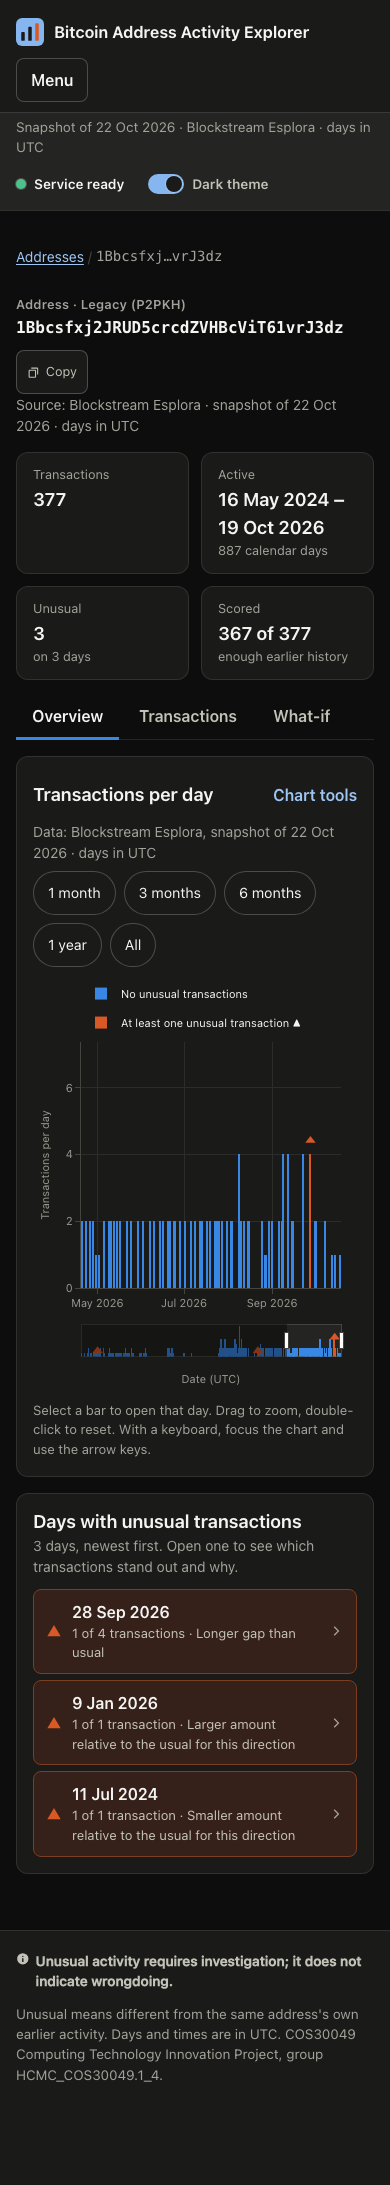 Bitcoin Address Activity Explorer
Menu
Snapshot of 22 Oct 2026 · Blockstream Esplora · days in
UTC
Service ready
Dark theme
Addresses / 1Bbcsfxj…vrJ3dz
Address · Legacy (P2PKH)
1Bbcsfxj2JRUD5crcdZVHBcViT61vrJ3dz
Copy
Source: Blockstream Esplora · snapshot of 22 Oct
2026 · days in UTC
Transactions
377
Active
16 May 2024 –
19 Oct 2026
887 calendar days
Unusual
3
on 3 days
Scored
367 of 377
enough earlier history
Overview
Transactions
What-if
Transactions per day
Chart tools
Data: Blockstream Esplora, snapshot of 22 Oct
2026 · days in UTC
1 month
3 months
6 months
1 year
All
No unusual transactions
At least one unusual transaction ▲
Transactions per day
6
4
2
0
May 2026
Jul 2026
Sep 2026
Date (UTC)
Select a bar to open that day. Drag to zoom, double-
click to reset. With a keyboard, focus the chart and
use the arrow keys.
Days with unusual transactions
3 days, newest first. Open one to see which
transactions stand out and why.
28 Sep 2026
1 of 4 transactions · Longer gap than
usual
9 Jan 2026
1 of 1 transaction · Larger amount
relative to the usual for this direction
11 Jul 2024
1 of 1 transaction · Smaller amount
relative to the usual for this direction
Unusual activity requires investigation; it does not
indicate wrongdoing.
Unusual means different from the same address's own
earlier activity. Days and times are in UTC. COS30049
Computing Technology Innovation Project, group
HCMC_COS30049.1_4.